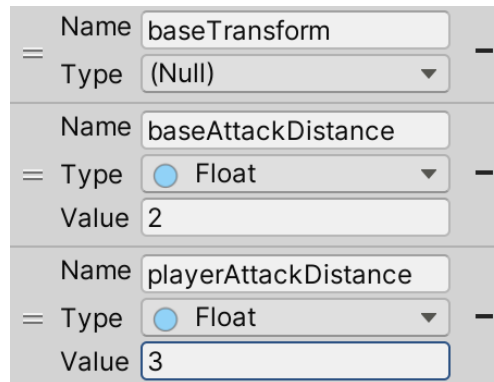 Name baseTransform
Type (Null)
Name baseAttackDistance
Type Float
Value 2
Name playerAttackDistance
Type Float
Value 3